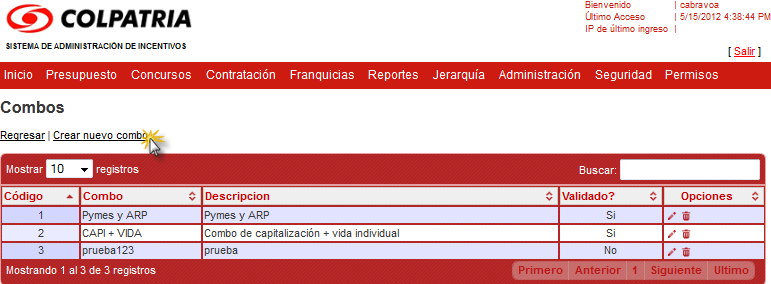 COLPATRIA
SISTEMA DE ADMINISTRACIÓN DE INCENTIVOS
Bienvenido | cabravoa
Último Acceso | 5/15/2012 4:38:44 PM
IP de último ingreso |
[ Salir ]
Inicio Presupuesto Concursos Contratación Franquicias Reportes Jerarquía Administración Seguridad Permisos
Combos
Regresar | Crear nuevo combo
Mostrar 10 registros Buscar:
Código Combo Descripcion Validado? Opciones
1 Pymes y ARP Pymes y ARP Si
2 CAPI + VIDA Combo de capitalización + vida individual Si
3 prueba123 prueba No
Mostrando 1 al 3 de 3 registros Primero Anterior 1 Siguiente Ultimo